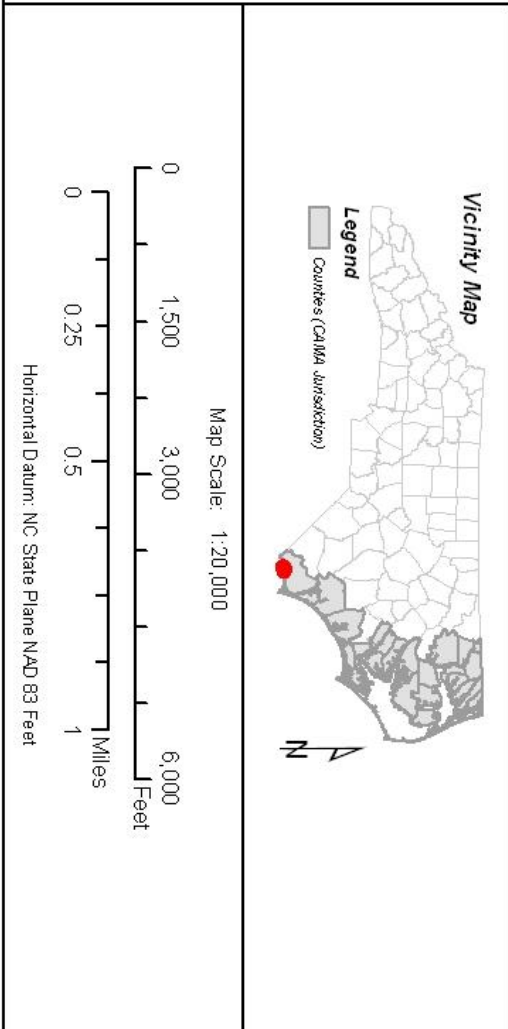 Vicinity Map
Legend
Counties (CAMA Jurisdiction)
N
Map Scale: 1:20,000
0 1,500 3,000 6,000
Feet
0 0.25 0.5 1
Miles
Horizontal Datum: NC State Plane NAD 83 Feet